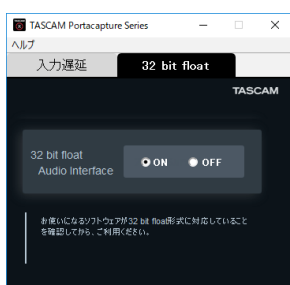 TASCAM Portacapture Series
ヘルプ
入力遅延
32 bit float
TASCAM
32 bit float
Audio Interface
ON
OFF
お使いになるソフトウェアが32 bit float形式に対応していること
を確認してから、ご利用ください。